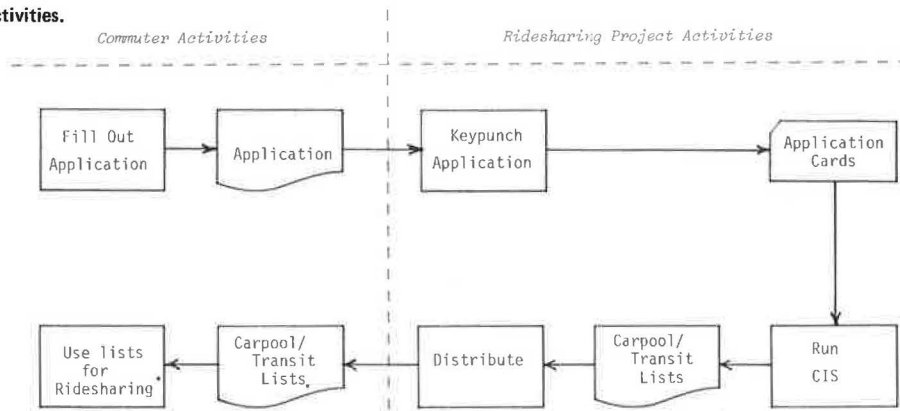 ctivities.
Commuter Activities
Ridesharing Project Activities
Fill Out
Application
Application
Keypunch
Application
Application
Cards
Use lists
for
Ridesharing
Carpool/
Transit
Lists
Distribute
Carpool/
Transit
Lists
Run
CIS